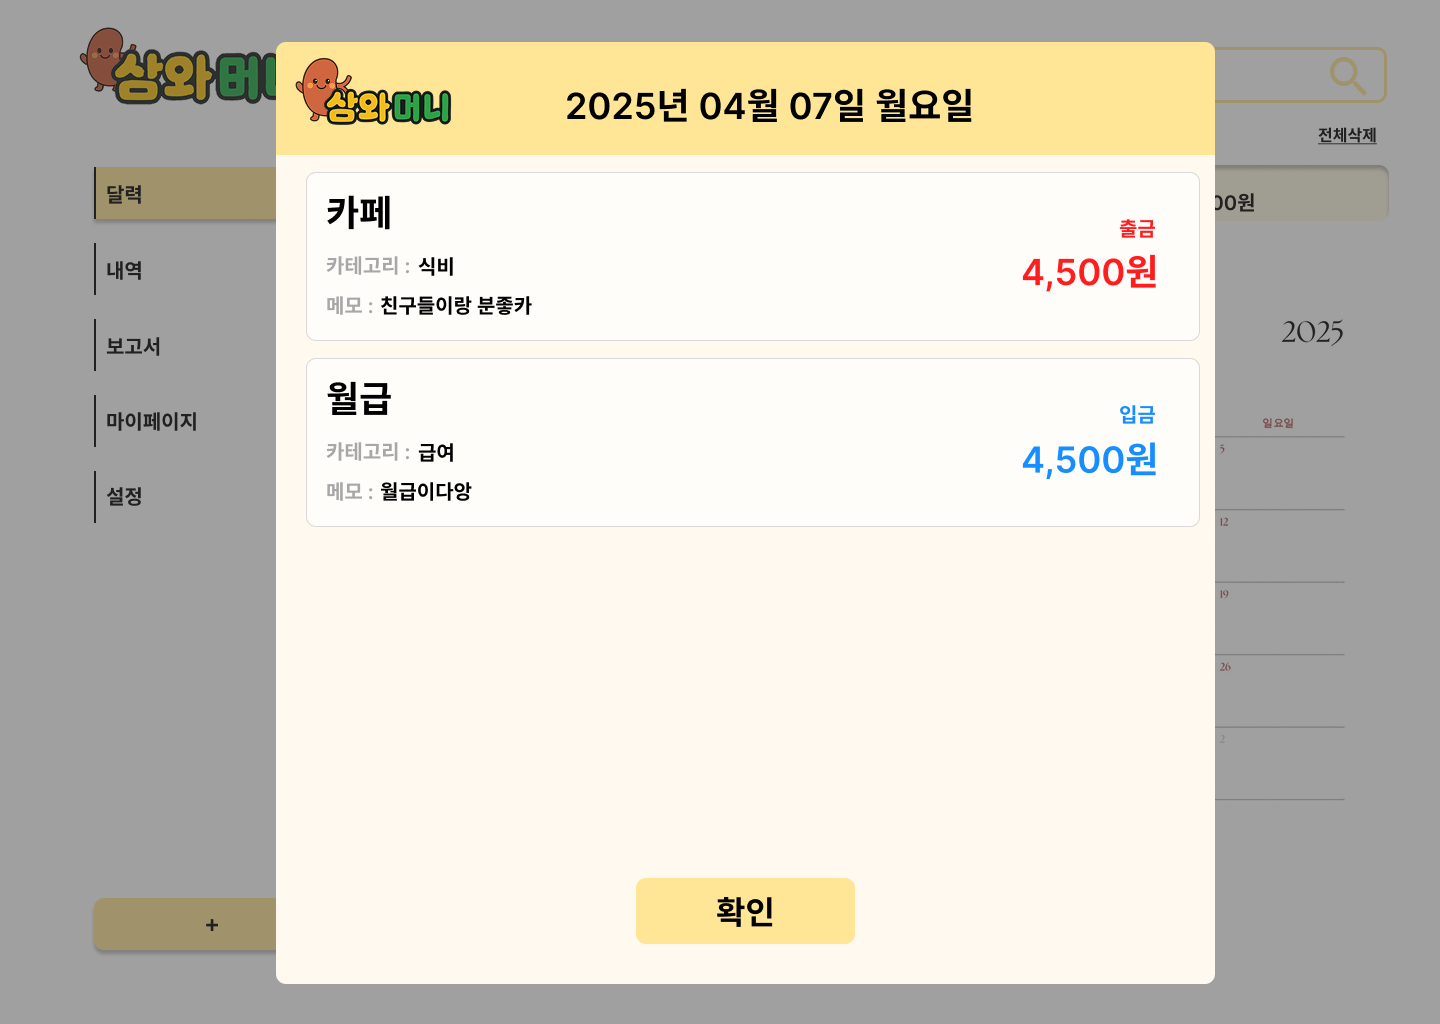 삼와머니
2025년 04월 07일 월요일
전체삭제
달력
00원
카페
출금
카테고리 : 식비
4,500원
메모 : 친구들이랑 분좋카
내역
보고서
2025
월급
입금
카테고리 : 급여
4,500원
메모 : 월급이다앙
마이페이지
일요일
5
설정
12
19
26
2
+
확인